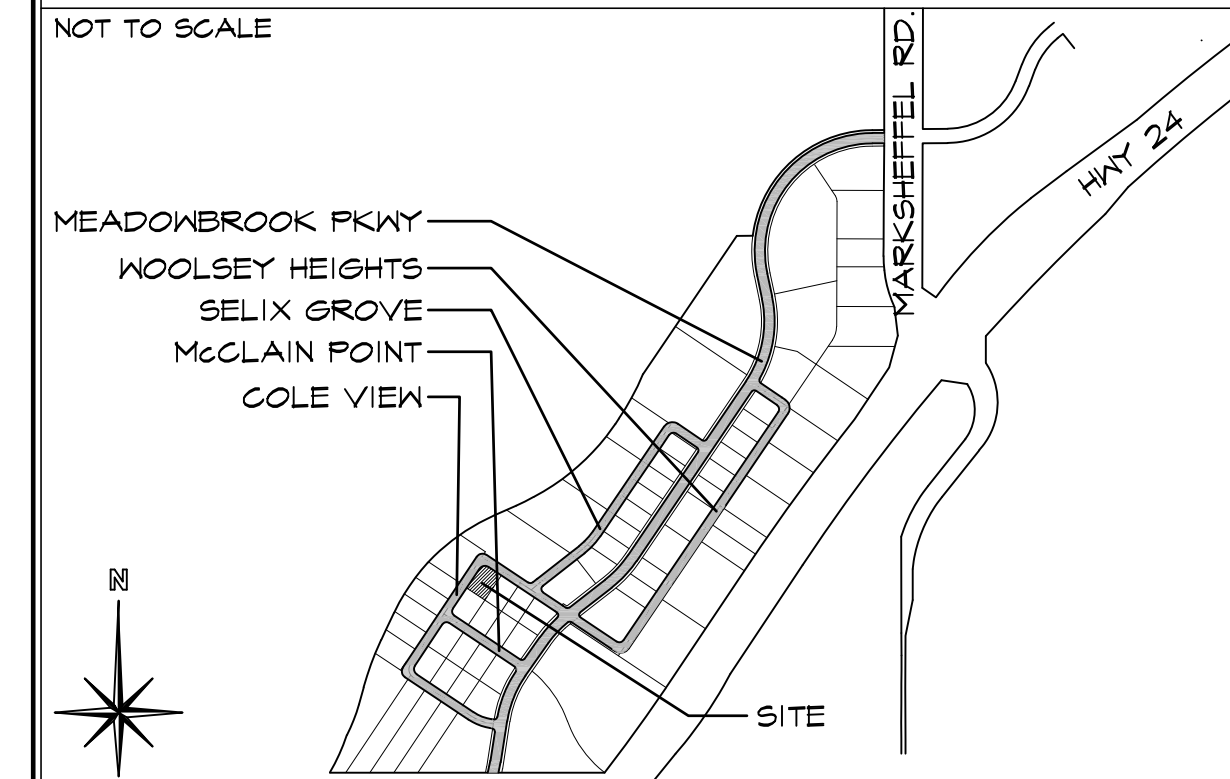 NOT TO SCALE
MARKSHEFFEL RD.
HWY 24
MEADOWBROOK PKWY
WOOLSEY HEIGHTS
SELIX GROVE
McCLAIN POINT
COLE VIEW
N
SITE